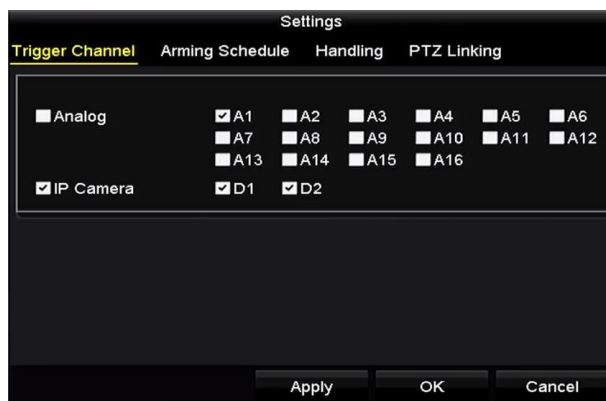 Settings
Trigger Channel Arming Schedule Handling PTZ Linking
Analog A1 A2 A3 A4 A5 A6
A7 A8 A9 A10 A11 A12
A13 A14 A15 A16
IP Camera D1 D2
Apply OK Cancel